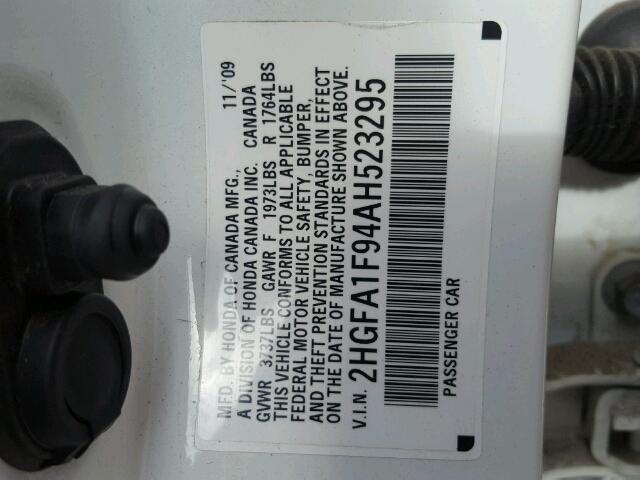 MFD. BY HONDA OF CANADA MFG., 11/'09
A DIVISION OF HONDA CANADA INC. CANADA
GVWR 3737LBS GAWR F 1973LBS R 1764LBS
THIS VEHICLE CONFORMS TO ALL APPLICABLE
FEDERAL MOTOR VEHICLE SAFETY, BUMPER,
AND THEFT PREVENTION STANDARDS IN EFFECT
ON THE DATE OF MANUFACTURE SHOWN ABOVE.
V.I.N. 2HGFA1F94AH523295
PASSENGER CAR